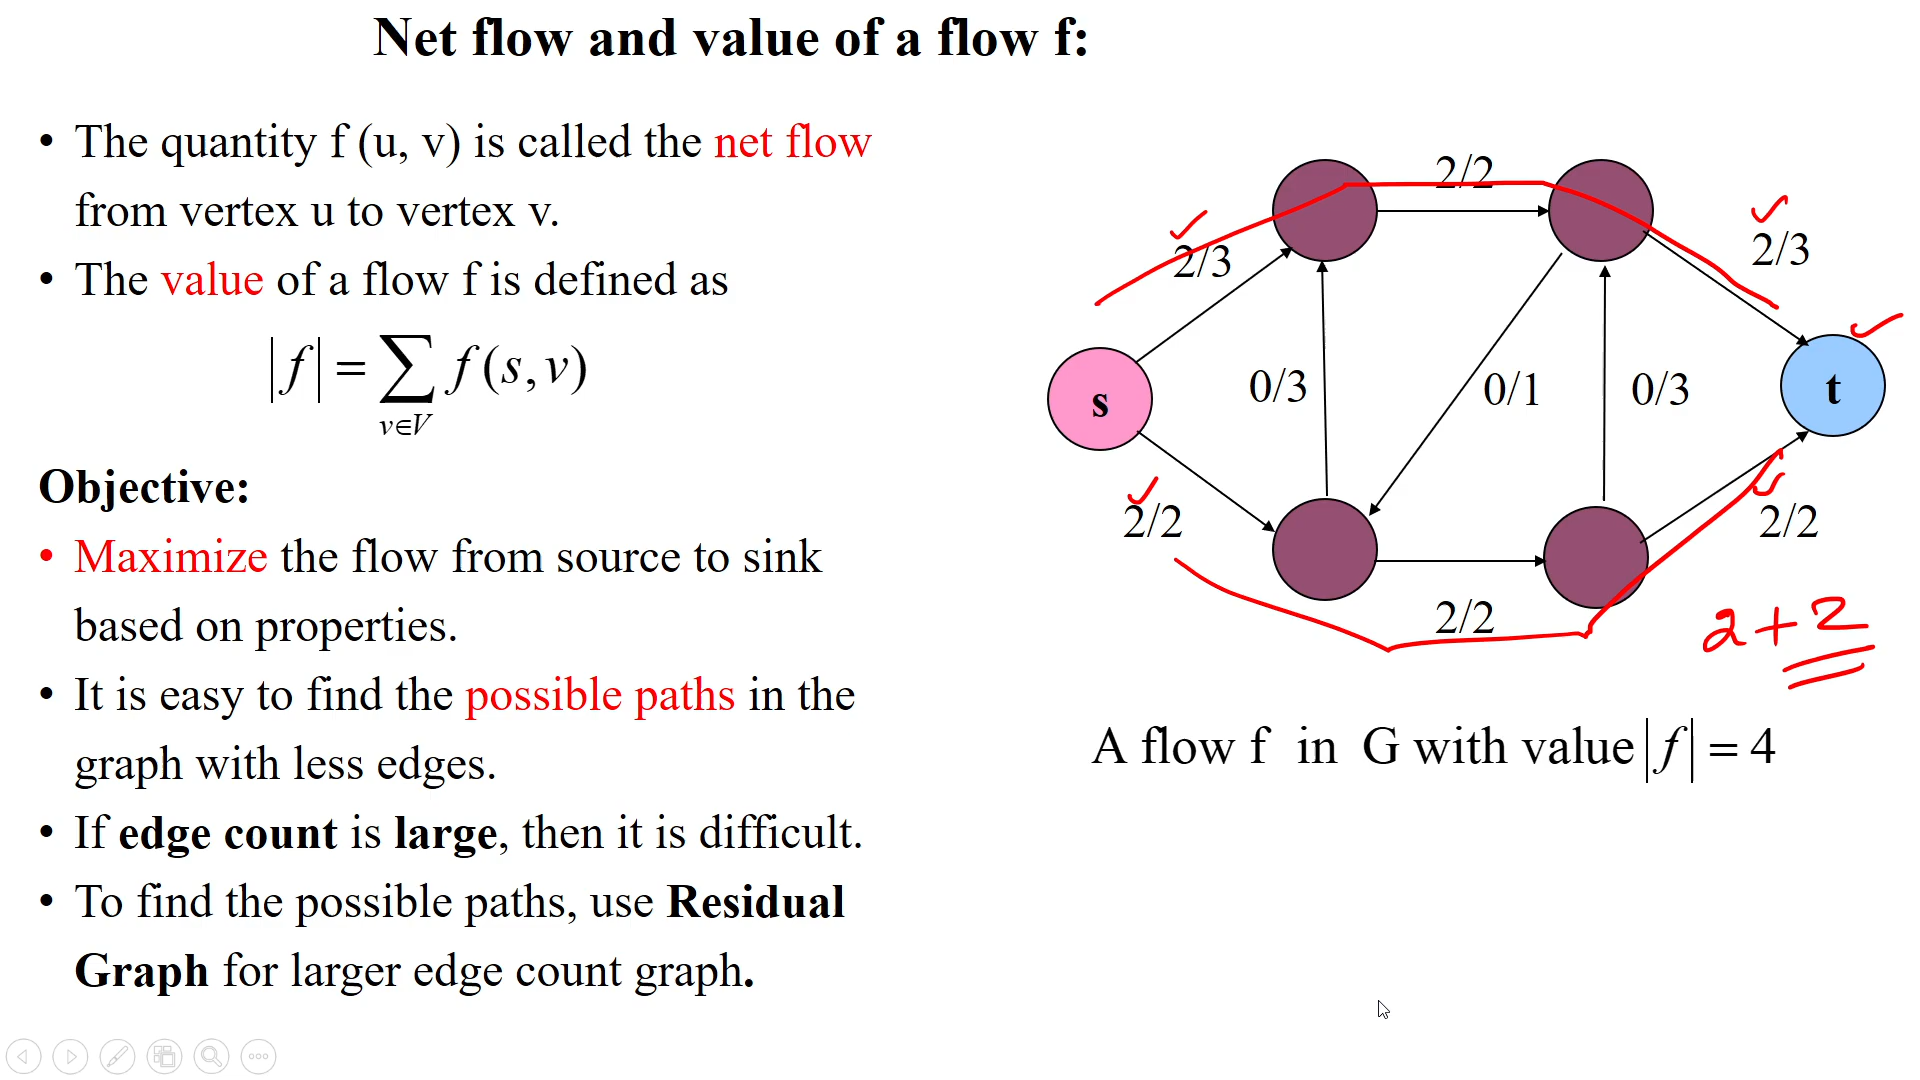 Net flow and value of a flow f:
• The quantity f (u, v) is called the net flow
from vertex u to vertex v.
• The value of a flow f is defined as
|f| = ∑ f(s, v)
v∈V
Objective:
• Maximize the flow from source to sink
based on properties.
• It is easy to find the possible paths in the
graph with less edges.
• If edge count is large, then it is difficult.
• To find the possible paths, use Residual
Graph for larger edge count graph.
2/2
2/3
2/3
s
0/3
0/1
0/3
t
2/2
2/2
2/2
2+2
A flow f in G with value |f| = 4